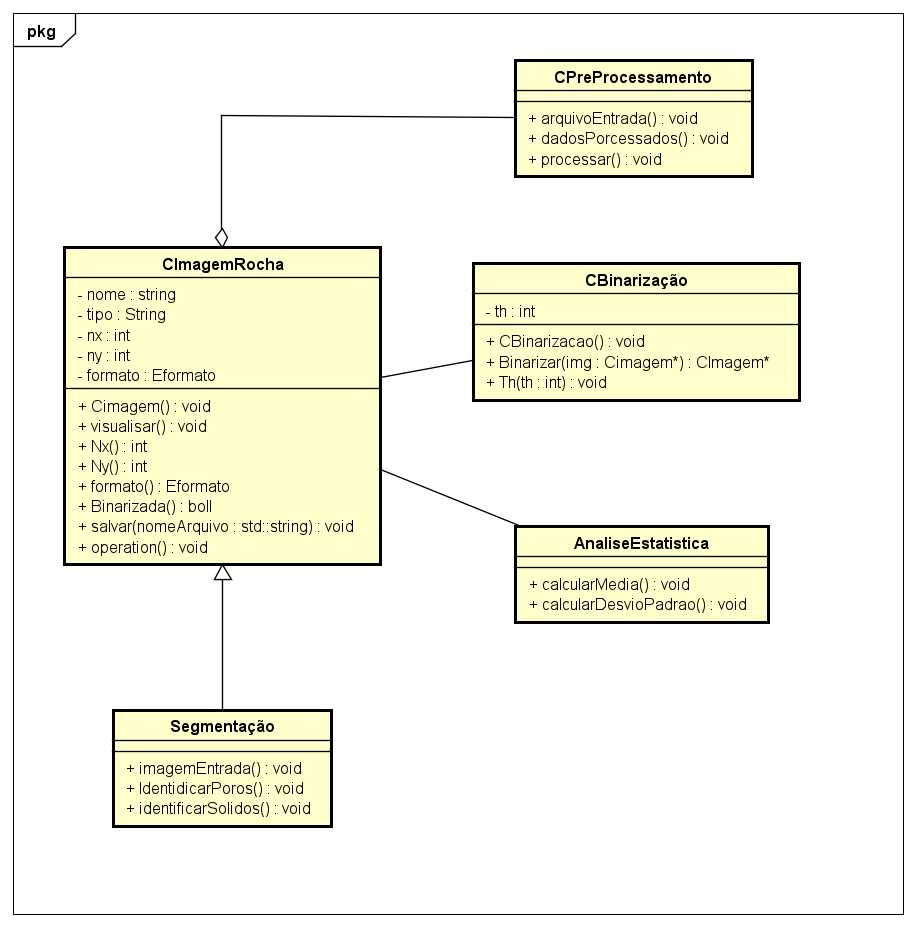 pkg
CPreProcessamento
+ arquivoEntrada() : void
+ dadosPorcessados() : void
+ processar() : void
CImagemRocha
- nome : string
- tipo : String
- nx : int
- ny : int
- formato : Eformato
+ Cimagem() : void
+ visualisar() : void
+ Nx() : int
+ Ny() : int
+ formato() : Eformato
+ Binarizada() : boll
+ salvar(nomeArquivo : std::string) : void
+ operation() : void
CBinarização
- th : int
+ CBinarizacao() : void
+ Binarizar(img : Cimagem*) : CImagem*
+ Th(th : int) : void
AnaliseEstatistica
+ calcularMedia() : void
+ calcularDesvioPadrao() : void
Segmentação
+ imagemEntrada() : void
+ IdentidicarPoros() : void
+ identificarSolidos() : void